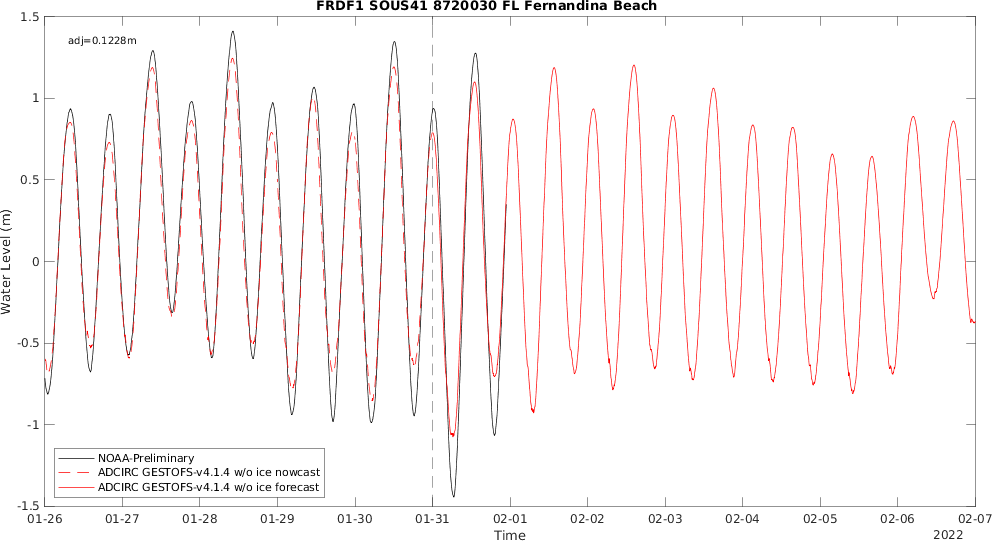 FRDF1 SOUS41 8720030 FL Fernandina Beach
adj=0.1228m
1.5
1
0.5
0
-0.5
-1
-1.5
Water Level (m)
NOAA-Preliminary
ADCIRC GESTOFS-v4.1.4 w/o ice nowcast
ADCIRC GESTOFS-v4.1.4 w/o ice forecast
01-26 01-27 01-28 01-29 01-30 01-31 02-01 02-02 02-03 02-04 02-05 02-06 02-07
Time
2022